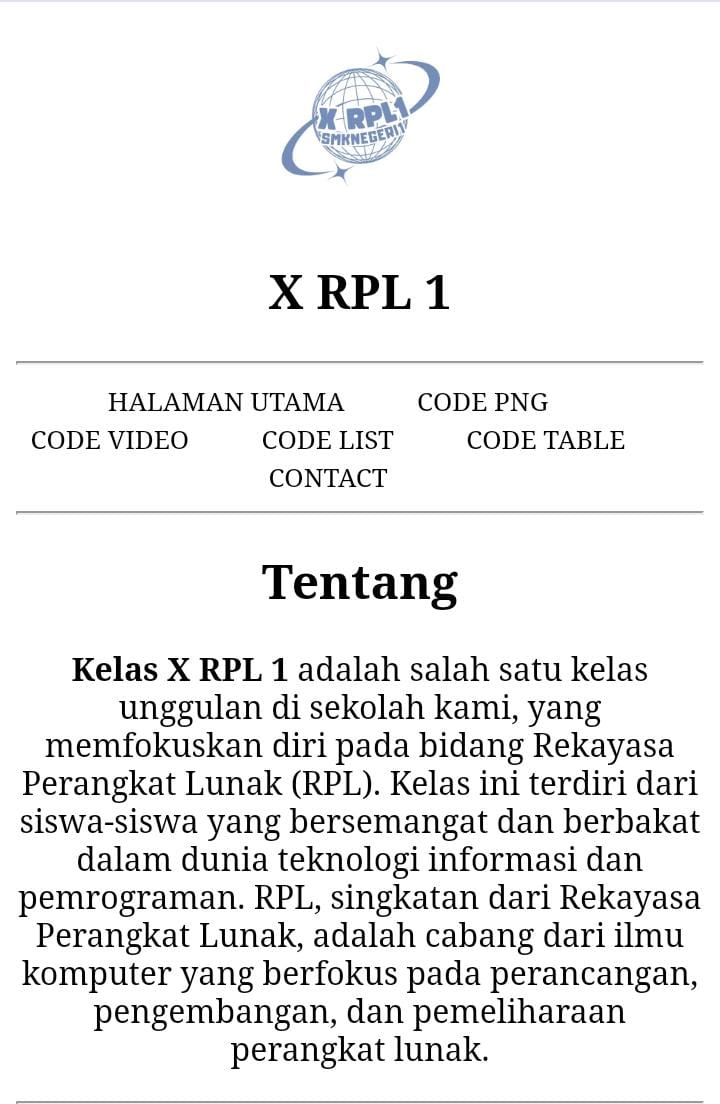 X RPL1
SMKNEGERI1
X RPL 1
HALAMAN UTAMA CODE PNG
CODE VIDEO CODE LIST CODE TABLE
CONTACT
Tentang
Kelas X RPL 1 adalah salah satu kelas
unggulan di sekolah kami, yang
memfokuskan diri pada bidang Rekayasa
Perangkat Lunak (RPL). Kelas ini terdiri dari
siswa-siswa yang bersemangat dan berbakat
dalam dunia teknologi informasi dan
pemrograman. RPL, singkatan dari Rekayasa
Perangkat Lunak, adalah cabang dari ilmu
komputer yang berfokus pada perancangan,
pengembangan, dan pemeliharaan
perangkat lunak.